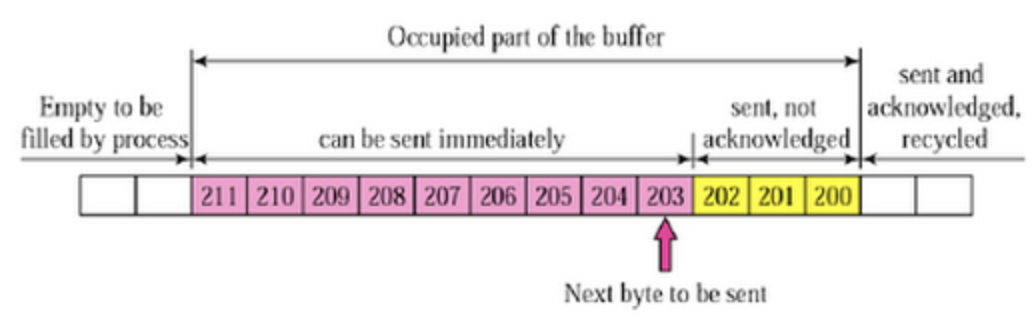 Occupied part of the buffer
Empty to be
filled by process
can be sent immediately
sent, not
acknowledged
sent and
acknowledged,
recycled
211 210 209 208 207 206 205 204 203 202 201 200
Next byte to be sent